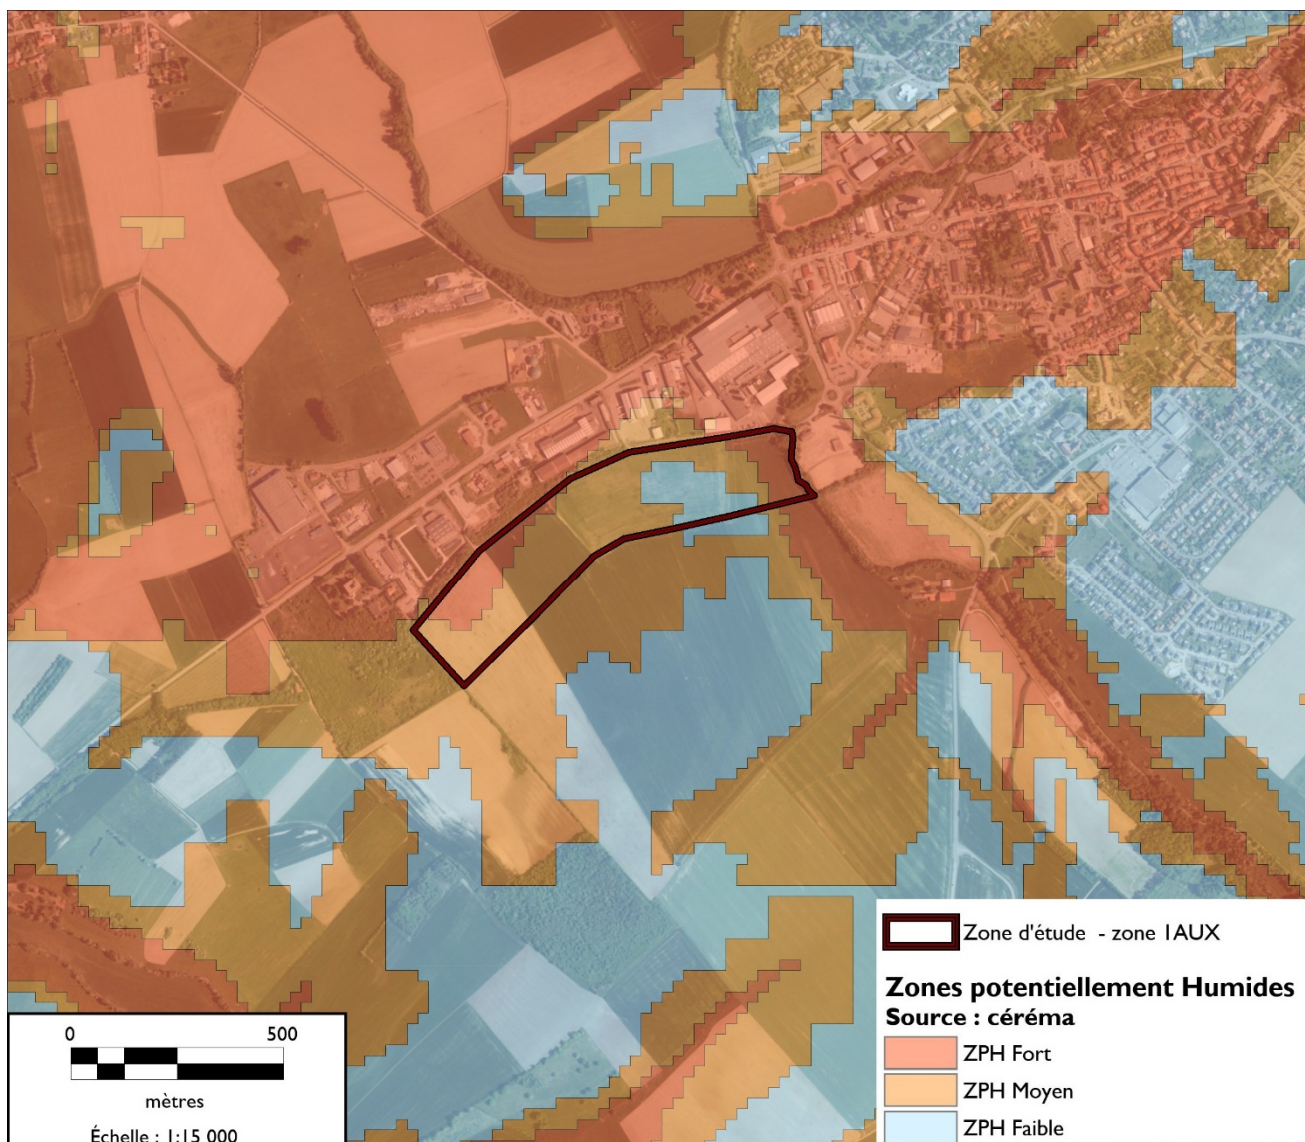 Zone d'étude - zone 1AUX
Zones potentiellement Humides
Source : céréma
ZPH Fort
ZPH Moyen
ZPH Faible
0 500
mètres
Échelle : 1:15 000